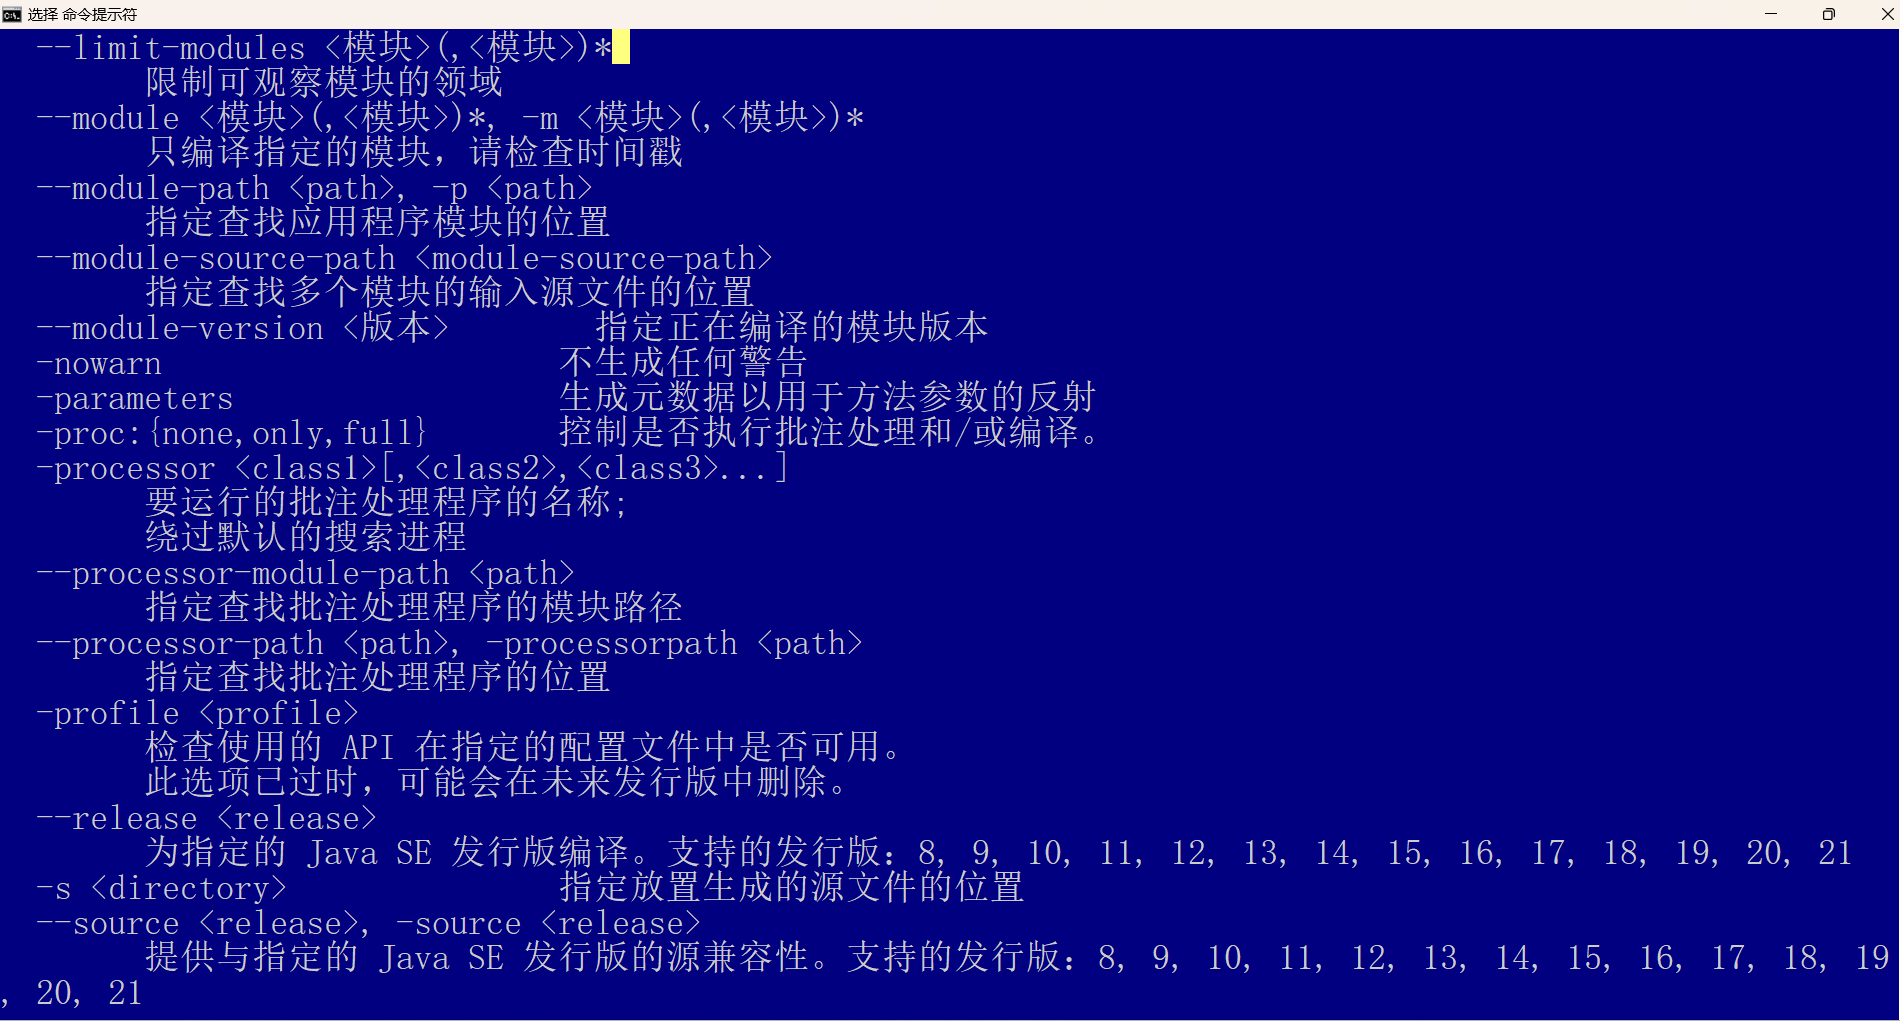 选择 命令提示符
--limit-modules <模块>(,<模块>)*
限制可观察模块的领域
--module <模块>(,<模块>)*, -m <模块>(,<模块>)*
只编译指定的模块，请检查时间戳
--module-path <path>, -p <path>
指定查找应用程序模块的位置
--module-source-path <module-source-path>
指定查找多个模块的输入源文件的位置
--module-version <版本>        指定正在编译的模块版本
-nowarn                      不生成任何警告
-parameters                  生成元数据以用于方法参数的反射
-proc:{none,only,full}       控制是否执行批注处理和/或编译。
-processor <class1>[,<class2>,<class3>...]
要运行的批注处理程序的名称;
绕过默认的搜索进程
--processor-module-path <path>
指定查找批注处理程序的模块路径
--processor-path <path>, -processorpath <path>
指定查找批注处理程序的位置
-profile <profile>
检查使用的 API 在指定的配置文件中是否可用。
此选项已过时，可能会在未来发行版中删除。
--release <release>
为指定的 Java SE 发行版编译。支持的发行版：8, 9, 10, 11, 12, 13, 14, 15, 16, 17, 18, 19, 20, 21
-s <directory>               指定放置生成的源文件的位置
--source <release>, -source <release>
提供与指定的 Java SE 发行版的源兼容性。支持的发行版：8, 9, 10, 11, 12, 13, 14, 15, 16, 17, 18, 19
, 20, 21